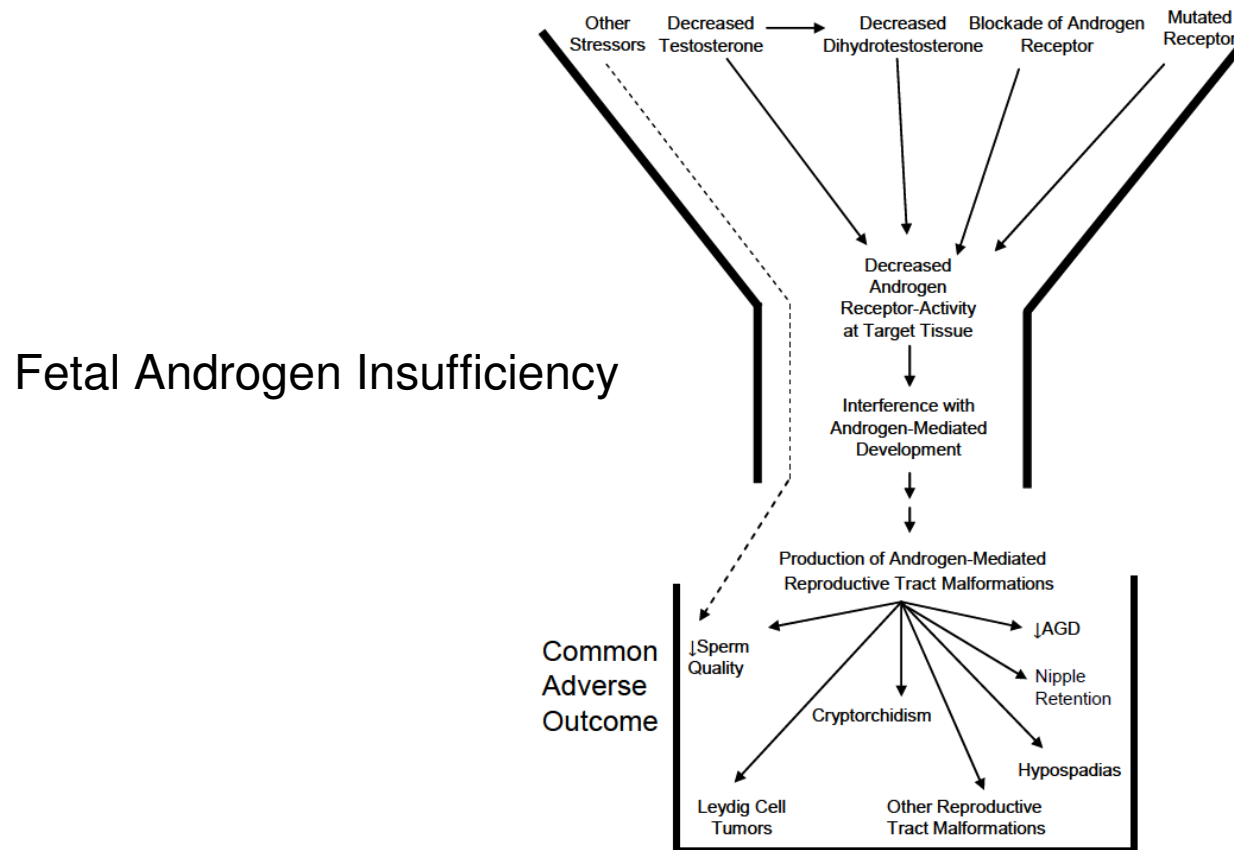 Other
Stressors
Decreased
Testosterone
Decreased
Dihydrotestosterone
Blockade of Androgen
Receptor
Mutated
Receptor
Decreased
Androgen
Receptor-Activity
at Target Tissue
Fetal Androgen Insufficiency
Interference with
Androgen-Mediated
Development
Production of Androgen-Mediated
Reproductive Tract Malformations
Common
Adverse
Outcome
↓Sperm
Quality
↓AGD
Nipple
Retention
Cryptorchidism
Hypospadias
Leydig Cell
Tumors
Other Reproductive
Tract Malformations